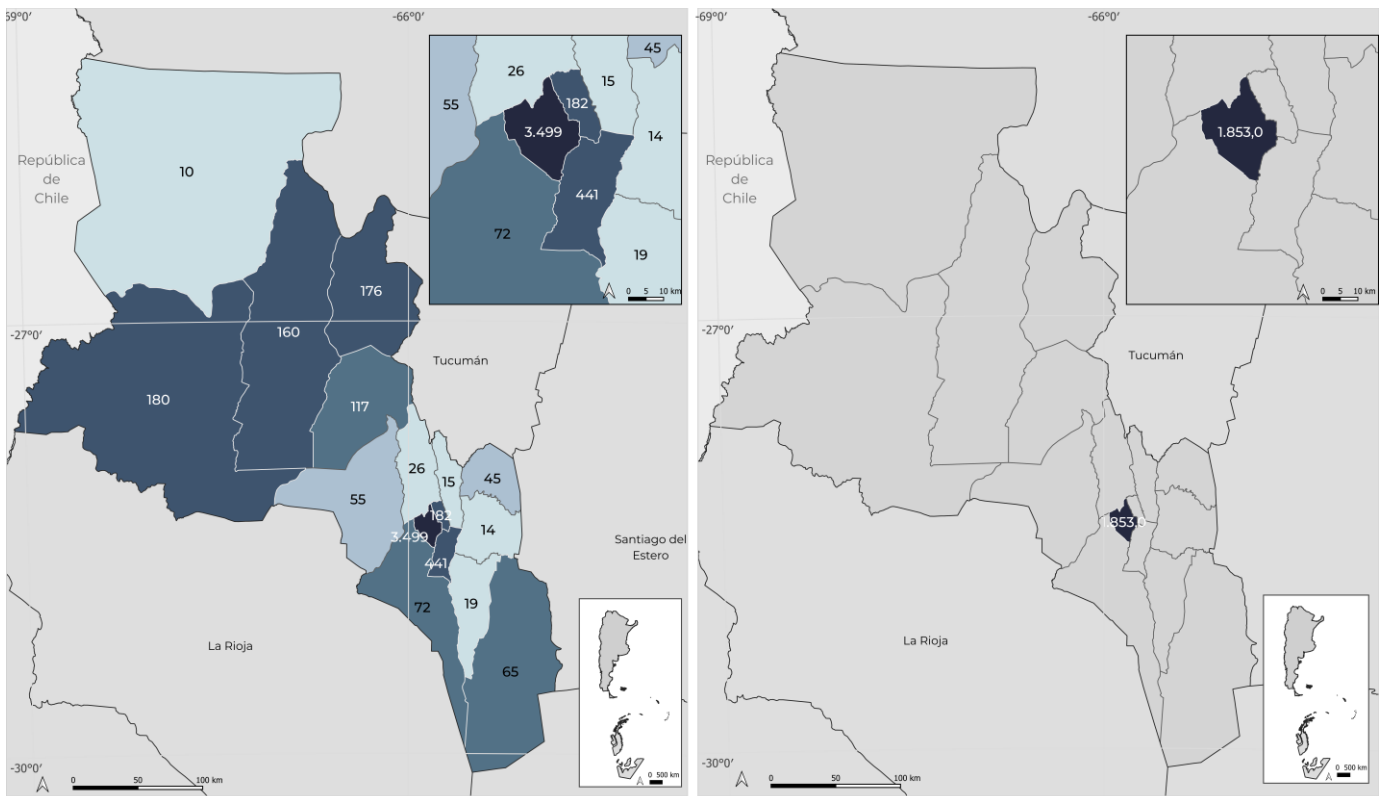 -69°0′
-66°0′
República
de
Chile
10
26
15
45
55
182
3.499
14
441
72
19
0 5 10 km
176
160
-27°0′
Tucumán
180
117
26
15
45
55
182
3.499
14
441
Santiago del
Estero
72
19
La Rioja
65
-30°0′
0 50 100 km
0 500 km
-69°0′
-66°0′
República
de
Chile
1.853,0
0 5 10 km
-27°0′
Tucumán
1.853,0
La Rioja
-30°0′
0 50 100 km
0 500 km